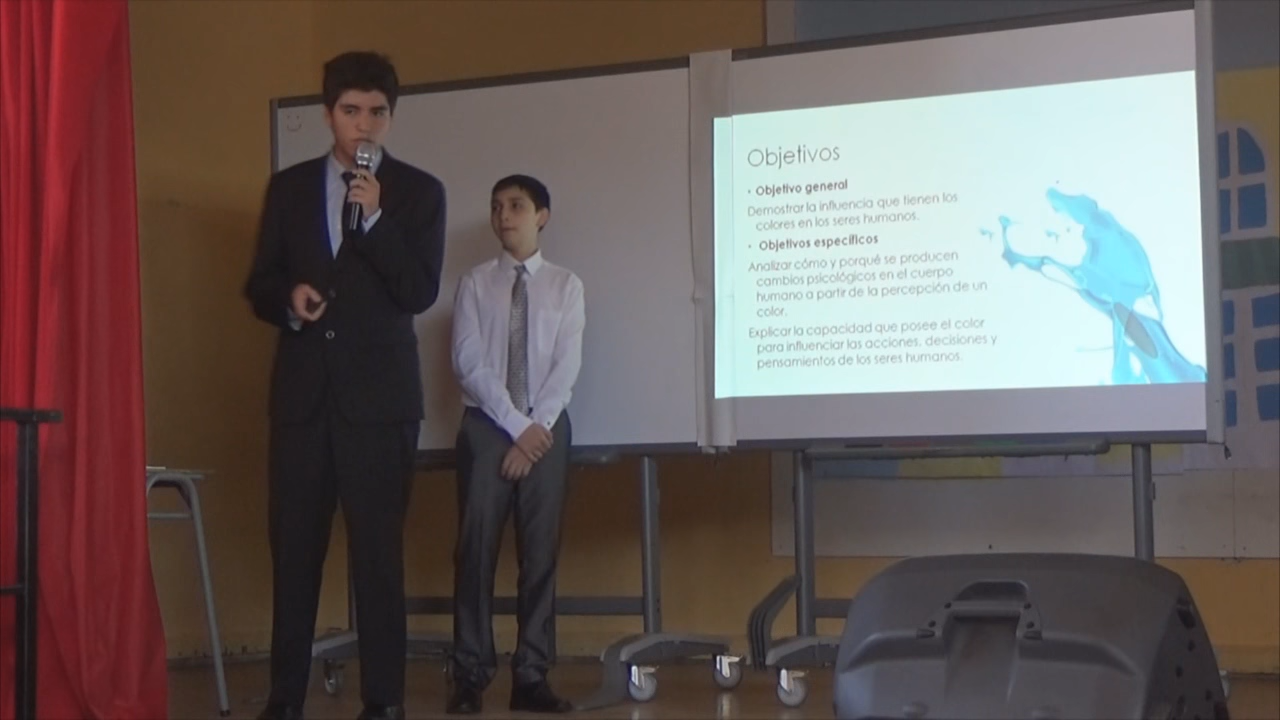 Objetivos
• Objetivo general
Demostrar la influencia que tienen los
colores en los seres humanos.
• Objetivos específicos
Analizar cómo y porqué se producen
cambios psicológicos en el cuerpo
humano a partir de la percepción de un
color.
Explicar la capacidad que posee el color
para influenciar las acciones, decisiones y
pensamientos de los seres humanos.